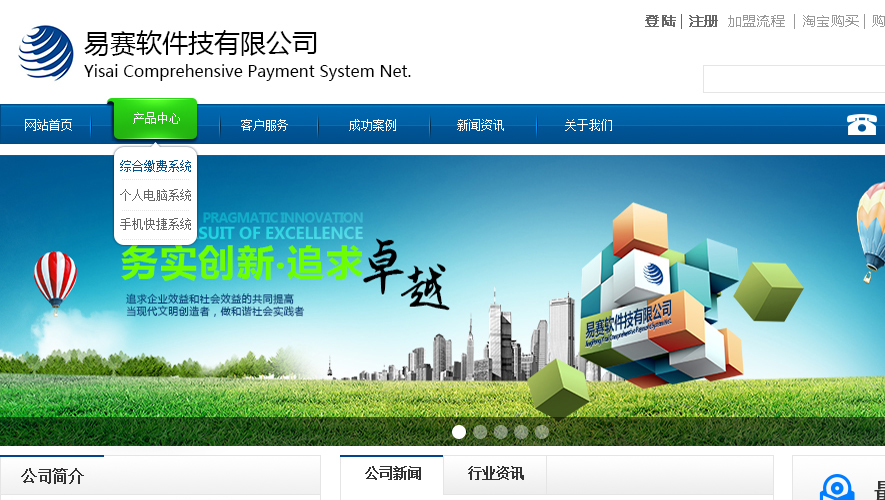 登陆 | 注册 加盟流程 | 淘宝购买 | 购
易赛软件技有限公司
Yisai Comprehensive Payment System Net.
网站首页 产品中心 客户服务 成功案例 新闻资讯 关于我们
综合缴费系统
个人电脑系统
手机快捷系统
PRAGMATIC INNOVATION
SUIT OF EXCELLENCE
务实创新·追求卓越
追求企业效益和社会效益的共同提高
当现代文明创造者，做和谐社会实践者
易赛软件技有限公司
公司简介 公司新闻 行业资讯